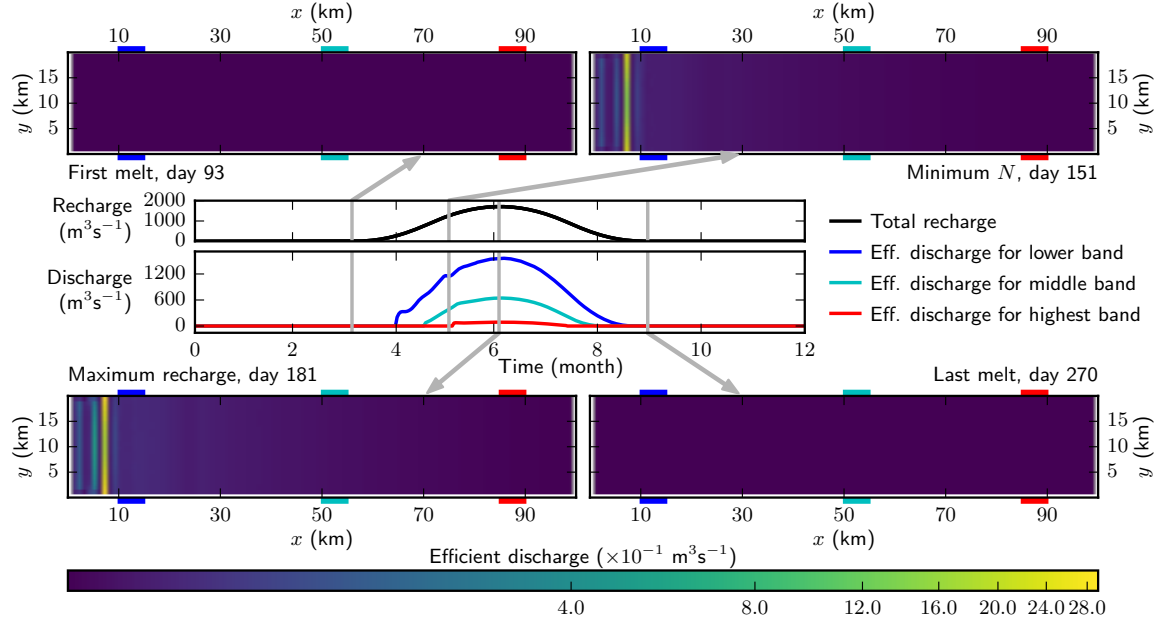 x (km)
x (km)
10 30 50 70 90
10 30 50 70 90
y (km)
15
10
5
15
10
5
y (km)
First melt, day 93
Minimum N, day 151
Recharge
(m³s⁻¹)
2000
1000
0
Discharge
(m³s⁻¹)
1200
600
0
0 2 4 6 8 10 12
Time (month)
Total recharge
Eff. discharge for lower band
Eff. discharge for middle band
Eff. discharge for highest band
Maximum recharge, day 181
Last melt, day 270
y (km)
15
10
5
15
10
5
y (km)
10 30 50 70 90
10 30 50 70 90
x (km)
x (km)
Efficient discharge (×10⁻¹ m³s⁻¹)
4.0 8.0 12.0 16.0 20.0 24.0 28.0